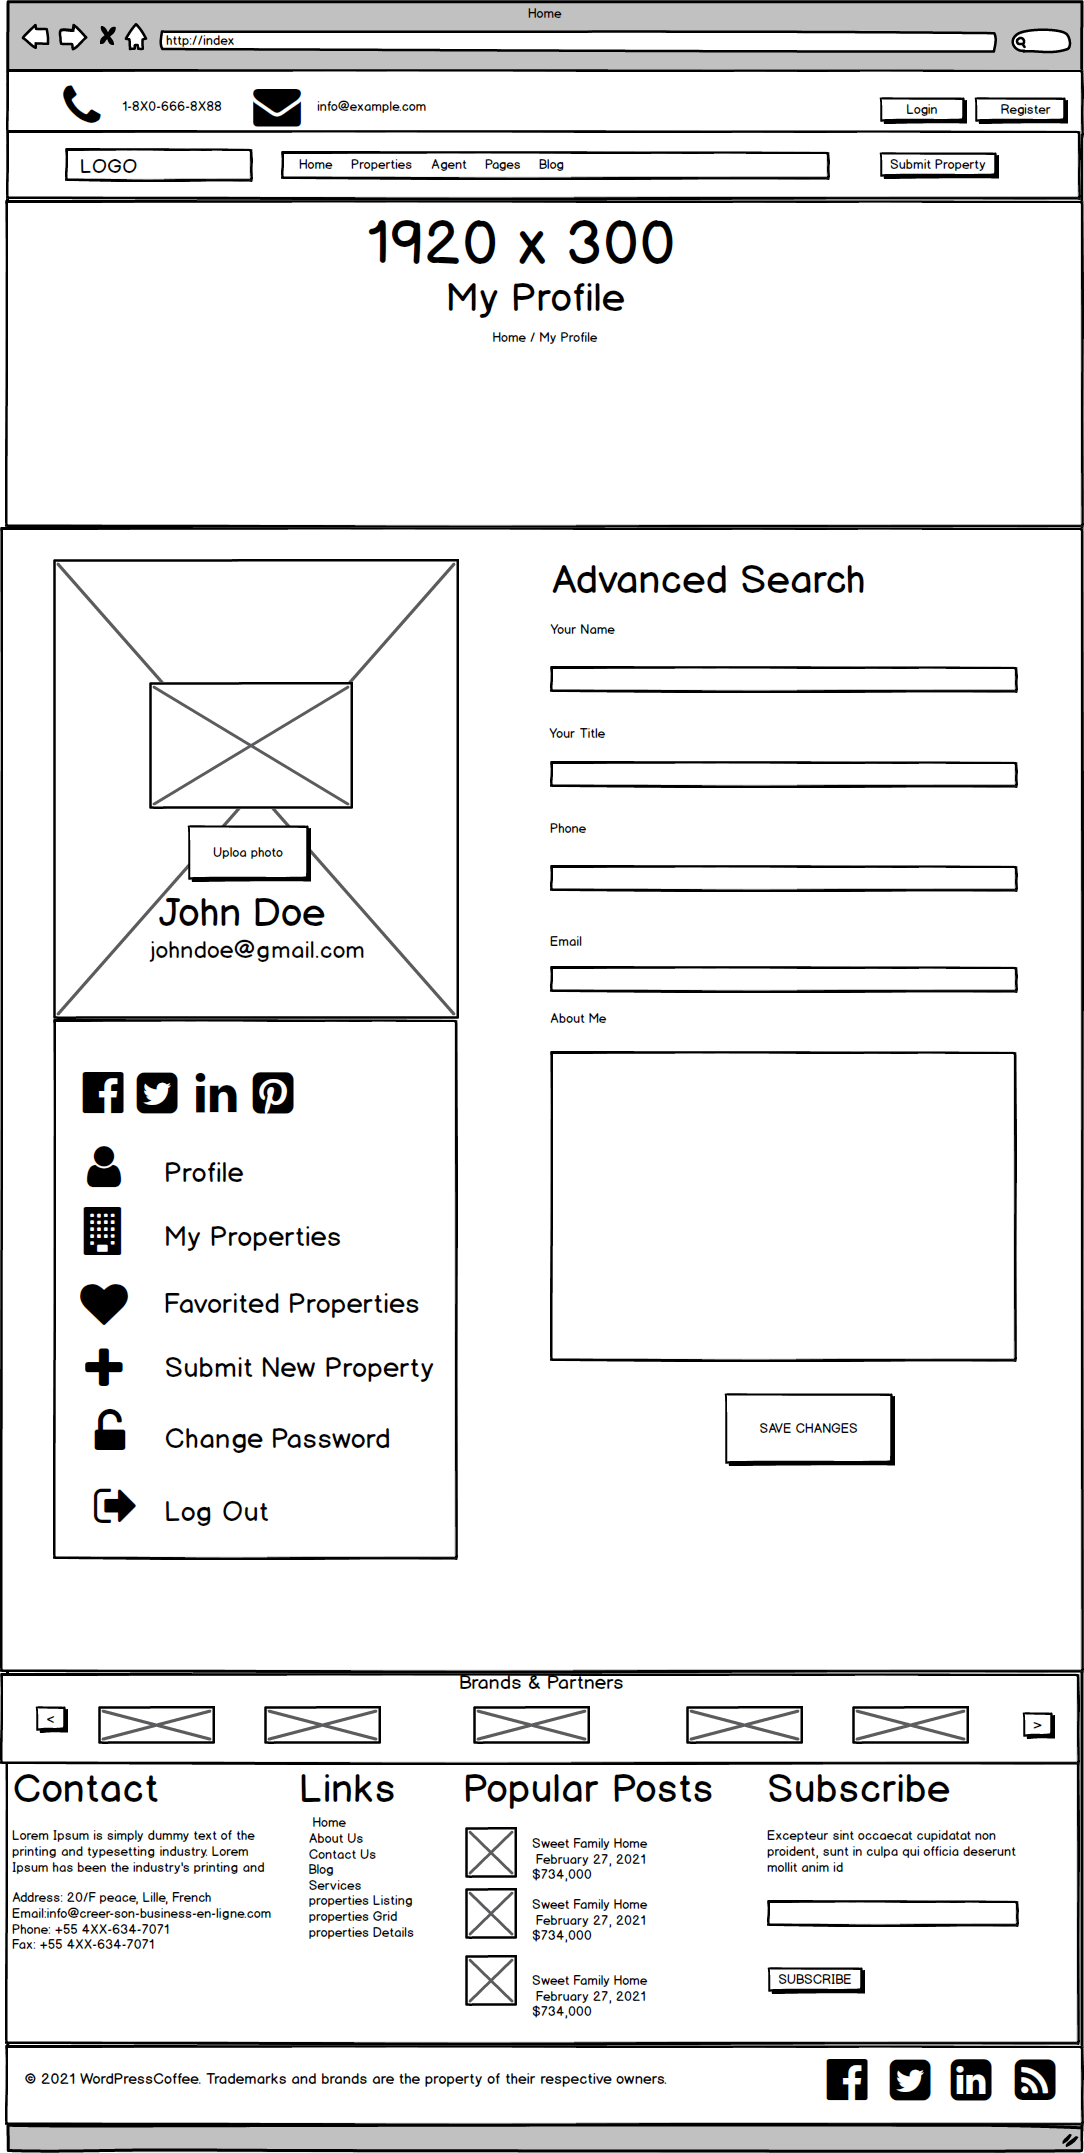 Home
http://index
1-8X0-666-8X88
info@example.com
Login
Register
LOGO
Home Properties Agent Pages Blog
Submit Property
1920 x 300
My Profile
Home / My Profile
Uploa photo
John Doe
johndoe@gmail.com
Profile
My Properties
Favorited Properties
Submit New Property
Change Password
Log Out
Advanced Search
Your Name
Your Title
Phone
Email
About Me
SAVE CHANGES
Brands & Partners
<
>
Contact
Lorem Ipsum is simply dummy text of the
printing and typesetting industry. Lorem
Ipsum has been the industry's printing and
Address: 20/F peace, Lille, French
Email:info@creer-son-business-en-ligne.com
Phone: +55 4XX-634-7071
Fax: +55 4XX-634-7071
Links
Home
About Us
Contact Us
Blog
Services
properties Listing
properties Grid
properties Details
Popular Posts
Sweet Family Home
February 27, 2021
$734,000
Sweet Family Home
February 27, 2021
$734,000
Sweet Family Home
February 27, 2021
$734,000
Subscribe
Excepteur sint occaecat cupidatat non
proident, sunt in culpa qui officia deserunt
mollit anim id
SUBSCRIBE
© 2021 WordPressCoffee. Trademarks and brands are the property of their respective owners.